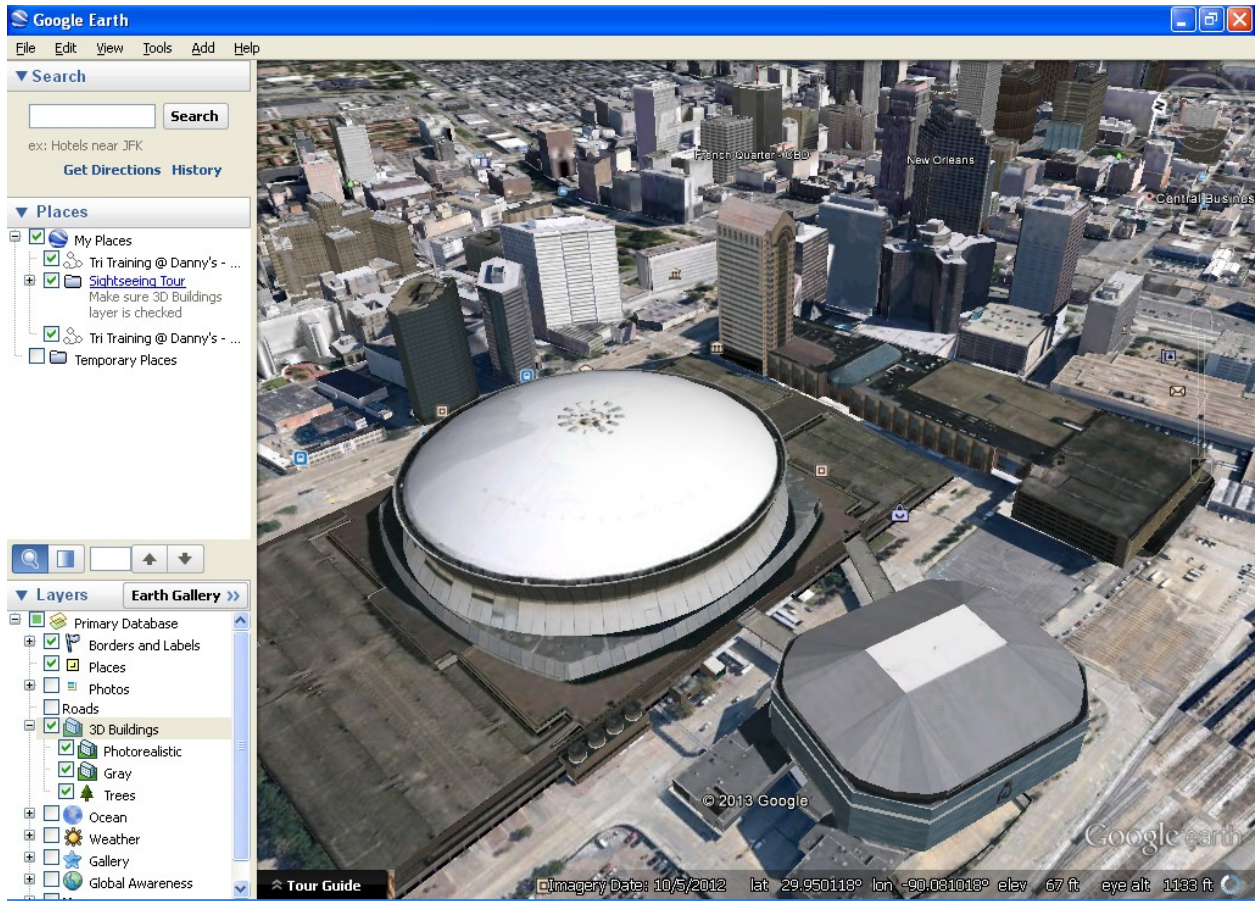 Google Earth
File Edit View Tools Add Help
Search
Search
ex: Hotels near JFK
Get Directions History
Places
My Places
Tri Training @ Danny's - ...
Sightseeing Tour
Make sure 3D Buildings
layer is checked
Tri Training @ Danny's - ...
Temporary Places
Layers Earth Gallery >>
Primary Database
Borders and Labels
Places
Photos
Roads
3D Buildings
Photorealistic
Gray
Trees
Ocean
Weather
Gallery
Global Awareness
N
French Quarter - CBD
New Orleans
Central Busines
© 2013 Google
Google earth
Tour Guide
Imagery Date: 10/5/2012 lat 29.950118° lon -90.081018° elev 67 ft eye alt 1133 ft